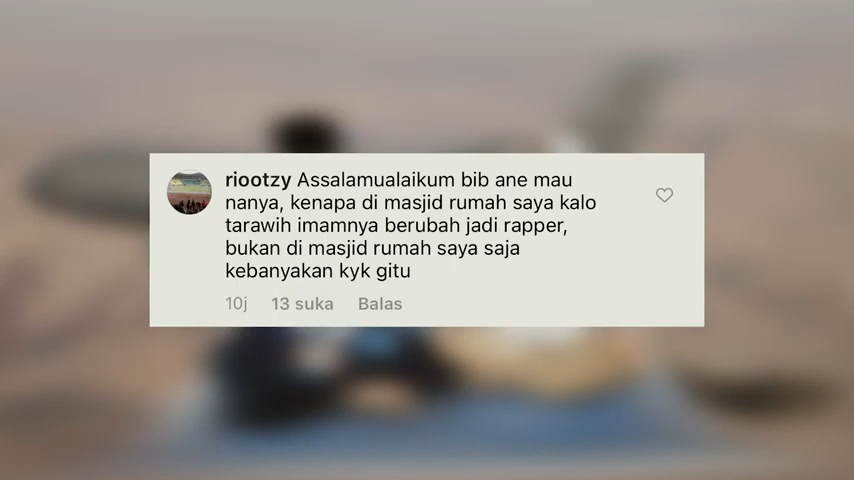 riootzy Assalamualaikum bib ane mau
nanya, kenapa di masjid rumah saya kalo
tarawih imamnya berubah jadi rapper,
bukan di masjid rumah saya saja
kebanyakan kyk gitu
10j 13 suka Balas